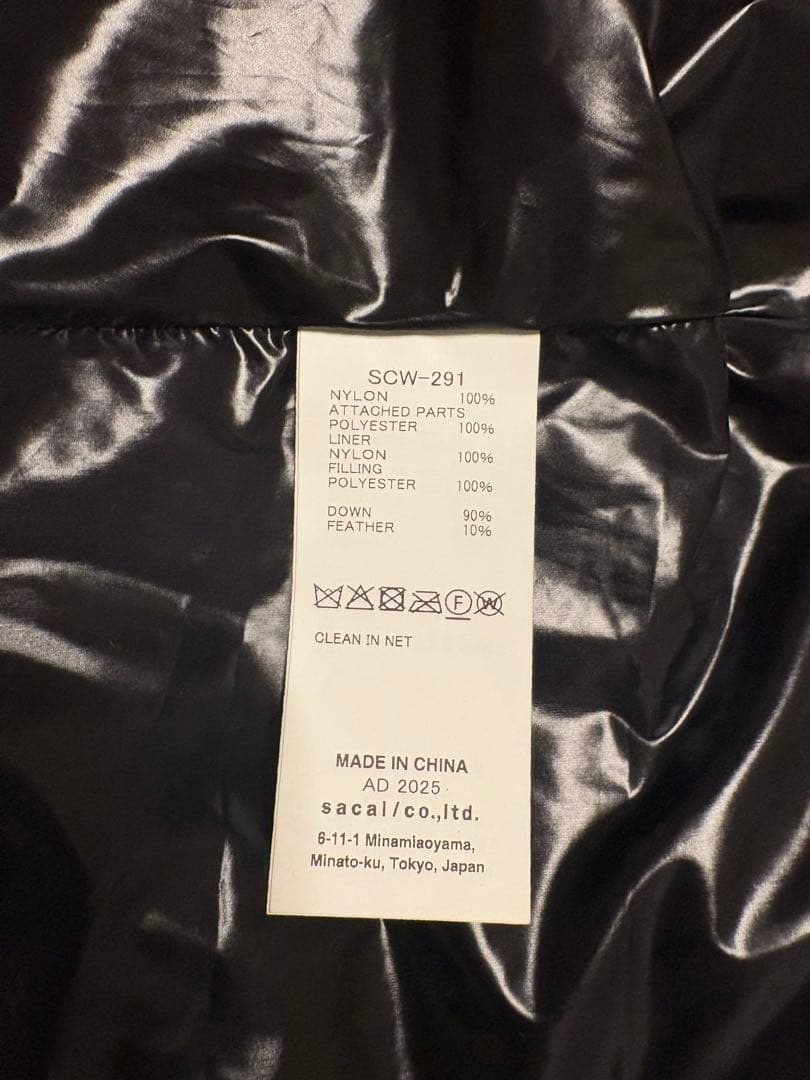 SCW-291
NYLON 100%
ATTACHED PARTS
POLYESTER 100%
LINER
NYLON 100%
FILLING
POLYESTER 100%
DOWN 90%
FEATHER 10%
F W
CLEAN IN NET
MADE IN CHINA
AD 2025
sacai/co.,ltd.
6-11-1 Minamiaoyama,
Minato-ku, Tokyo, Japan